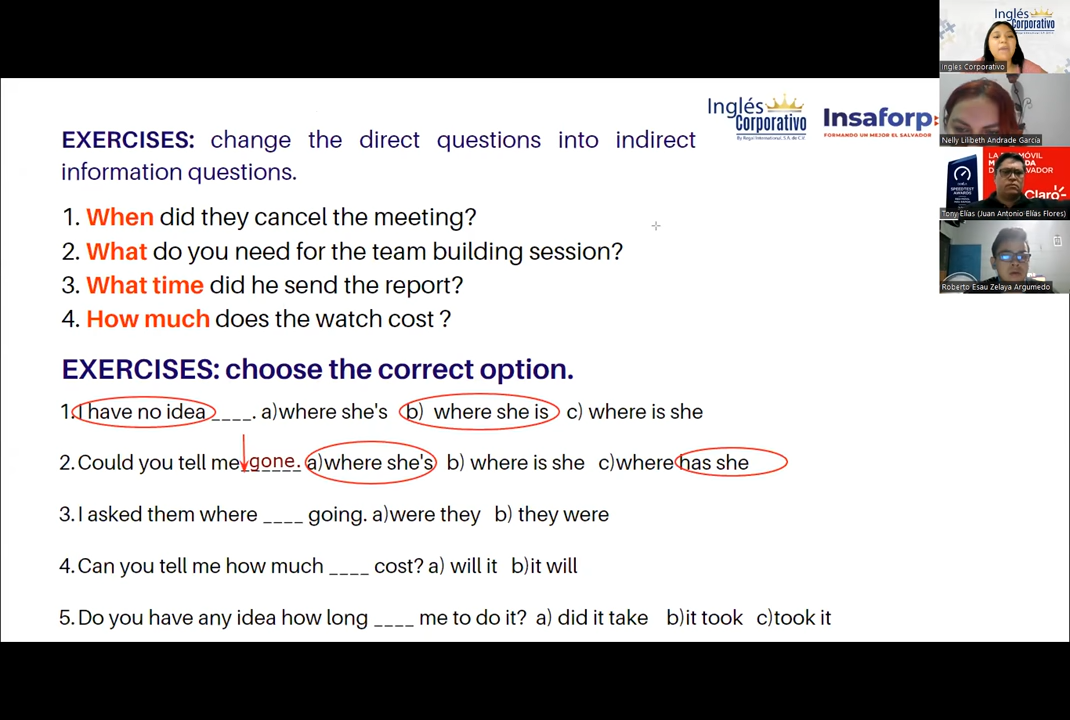 Inglés
Corporativo
Ingles Corporativo
Nelly Lilibeth Andrade García
Claro
Tony Elías (Juan Antonio Elías Flores)
Roberto Esau Zelaya Argumedo
Inglés
Corporativo
By Regal International, S.A. de C.V.
Insaforp
FORMANDO UN MEJOR EL SALVADOR
EXERCISES: change the direct questions into indirect
information questions.
1. When did they cancel the meeting?
2. What do you need for the team building session?
3. What time did he send the report?
4. How much does the watch cost ?
EXERCISES: choose the correct option.
1. I have no idea ____. a)where she's b) where she is c) where is she
2. Could you tell me gone. a)where she's b) where is she c)where has she
3. I asked them where ____ going. a)were they b) they were
4. Can you tell me how much ____ cost? a) will it b)it will
5. Do you have any idea how long ____ me to do it? a) did it take b)it took c)took it